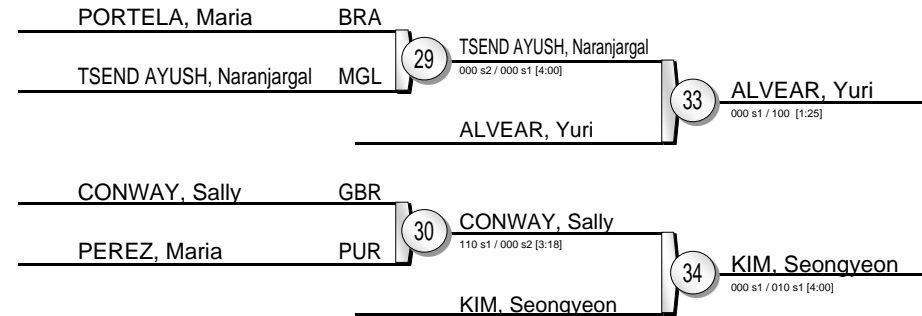 PORTELA, Maria BRA
TSEND AYUSH, Naranjargal MGL
29
TSEND AYUSH, Naranjargal
000 s2 / 000 s1 [4:00]
ALVEAR, Yuri
33
ALVEAR, Yuri
000 s1 / 100 [1:25]
CONWAY, Sally GBR
PEREZ, Maria PUR
30
CONWAY, Sally
110 s1 / 000 s2 [3:18]
KIM, Seongyeon
34
KIM, Seongyeon
000 s1 / 010 s1 [4:00]